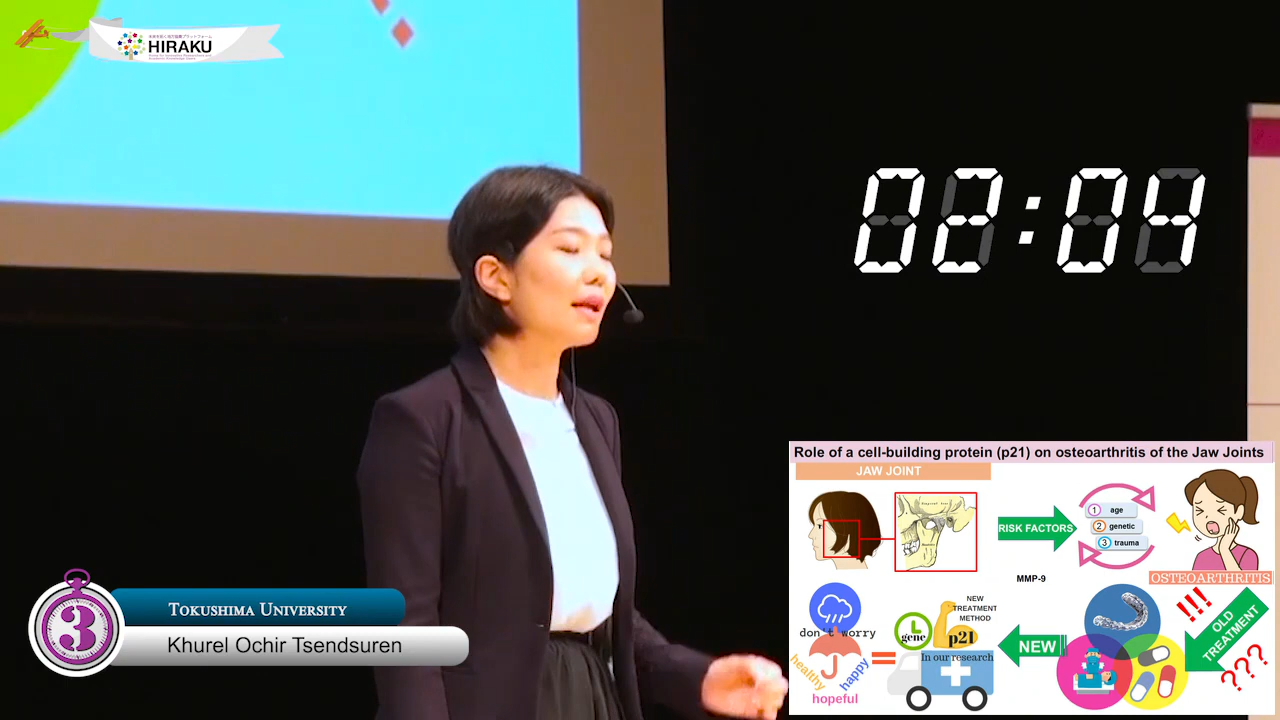 HIRAKU
02:04
Role of a cell-building protein (p21) on osteoarthritis of the Jaw Joints
JAW JOINT
RISK FACTORS
1 age
2 genetic
3 trauma
MMP-9
OSTEOARTHRITIS
!!!
OLD
TREATMENT
???
NEW
NEW
TREATMENT
METHOD
gene
p21
In our research
=
don't worry
healthy
happy
hopeful
3
TOKUSHIMA UNIVERSITY
Khurel Ochir Tsendsuren